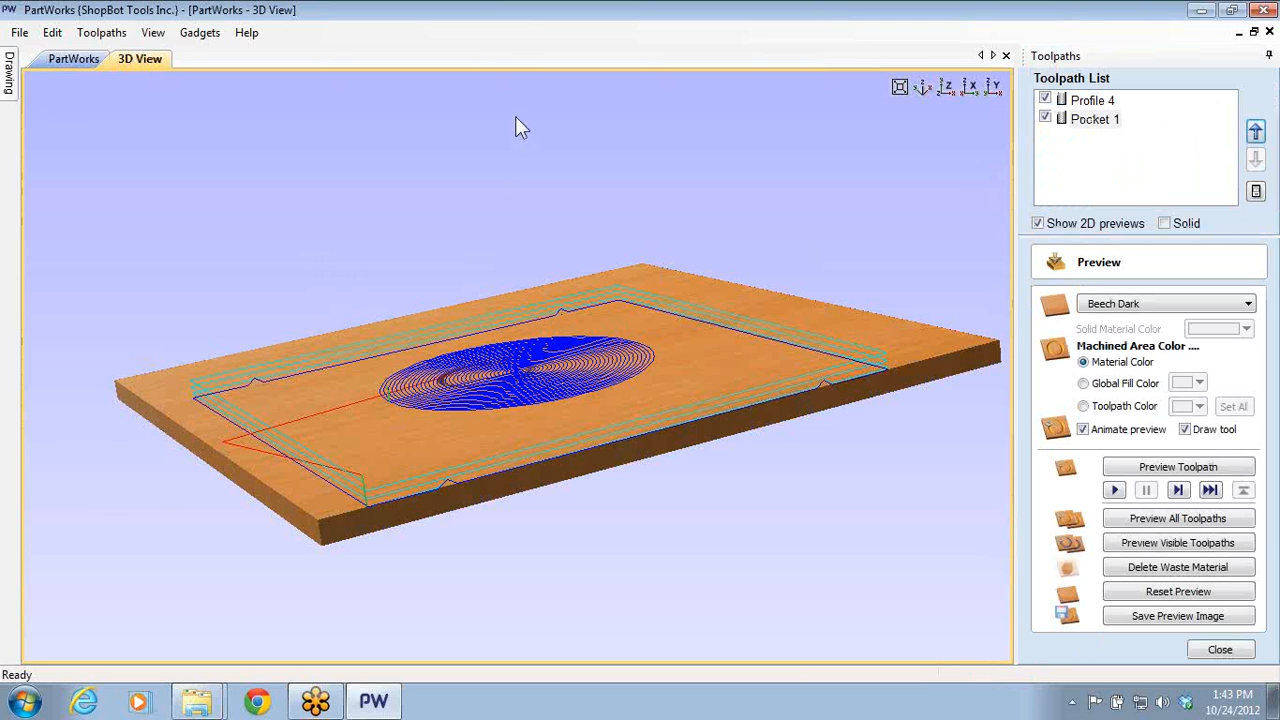 PartWorks {ShopBot Tools Inc.} - [PartWorks - 3D View]
File Edit Toolpaths View Gadgets Help
Drawing
PartWorks 3D View
Z X Y
Toolpaths
Toolpath List
Profile 4
Pocket 1
Show 2D previews Solid
Preview
Beech Dark
Solid Material Color
Machined Area Color ....
Material Color
Global Fill Color
Toolpath Color Set All
Animate preview Draw tool
Preview Toolpath
Preview All Toolpaths
Preview Visible Toolpaths
Delete Waste Material
Reset Preview
Save Preview Image
Close
Ready
PW
1:43 PM
10/24/2012